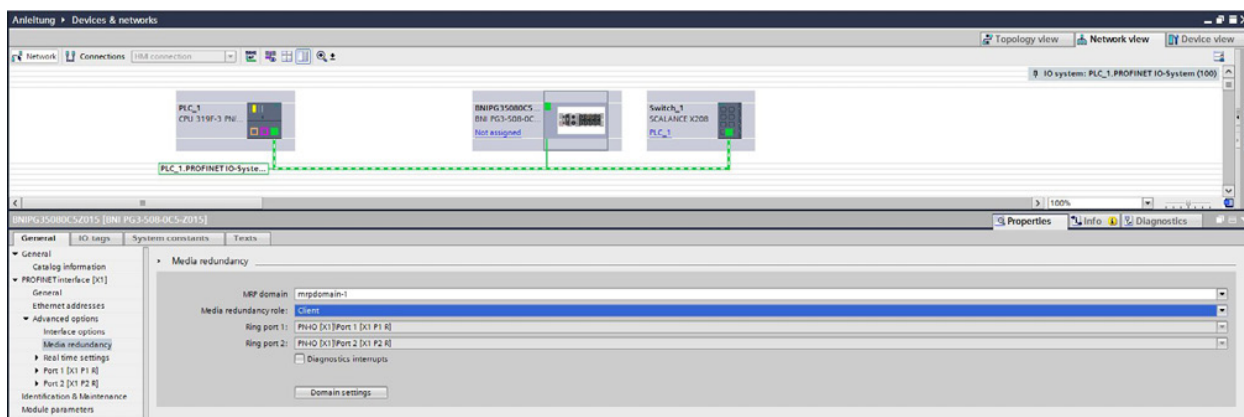 Anleitung ▸ Devices & networks
Topology view Network view Device view
Network Connections HMI connection
IO system: PLC_1.PROFINET IO-System (100)
PLC_1
CPU 319F-3 PN/...
BNIPG35080C5...
BNI PG3-508-0C...
Not assigned
Switch_1
SCALANCE X208
PLC_1
PLC_1.PROFINET IO-Syste...
100%
BNIPG35080C5Z015 [BNI PG3-508-0C5-Z015]
Properties Info Diagnostics
General IO tags System constants Texts
General
Catalog information
PROFINET interface [X1]
General
Ethernet addresses
Advanced options
Interface options
Media redundancy
Real time settings
Port 1 [X1 P1 R]
Port 2 [X1 P2 R]
Identification & Maintenance
Module parameters
Media redundancy
MRP domain mrpdomain-1
Media redundancy role: Client
Ring port 1: PN-IO [X1]\Port 1 [X1 P1 R]
Ring port 2: PN-IO [X1]\Port 2 [X1 P2 R]
Diagnostics interrupts
Domain settings